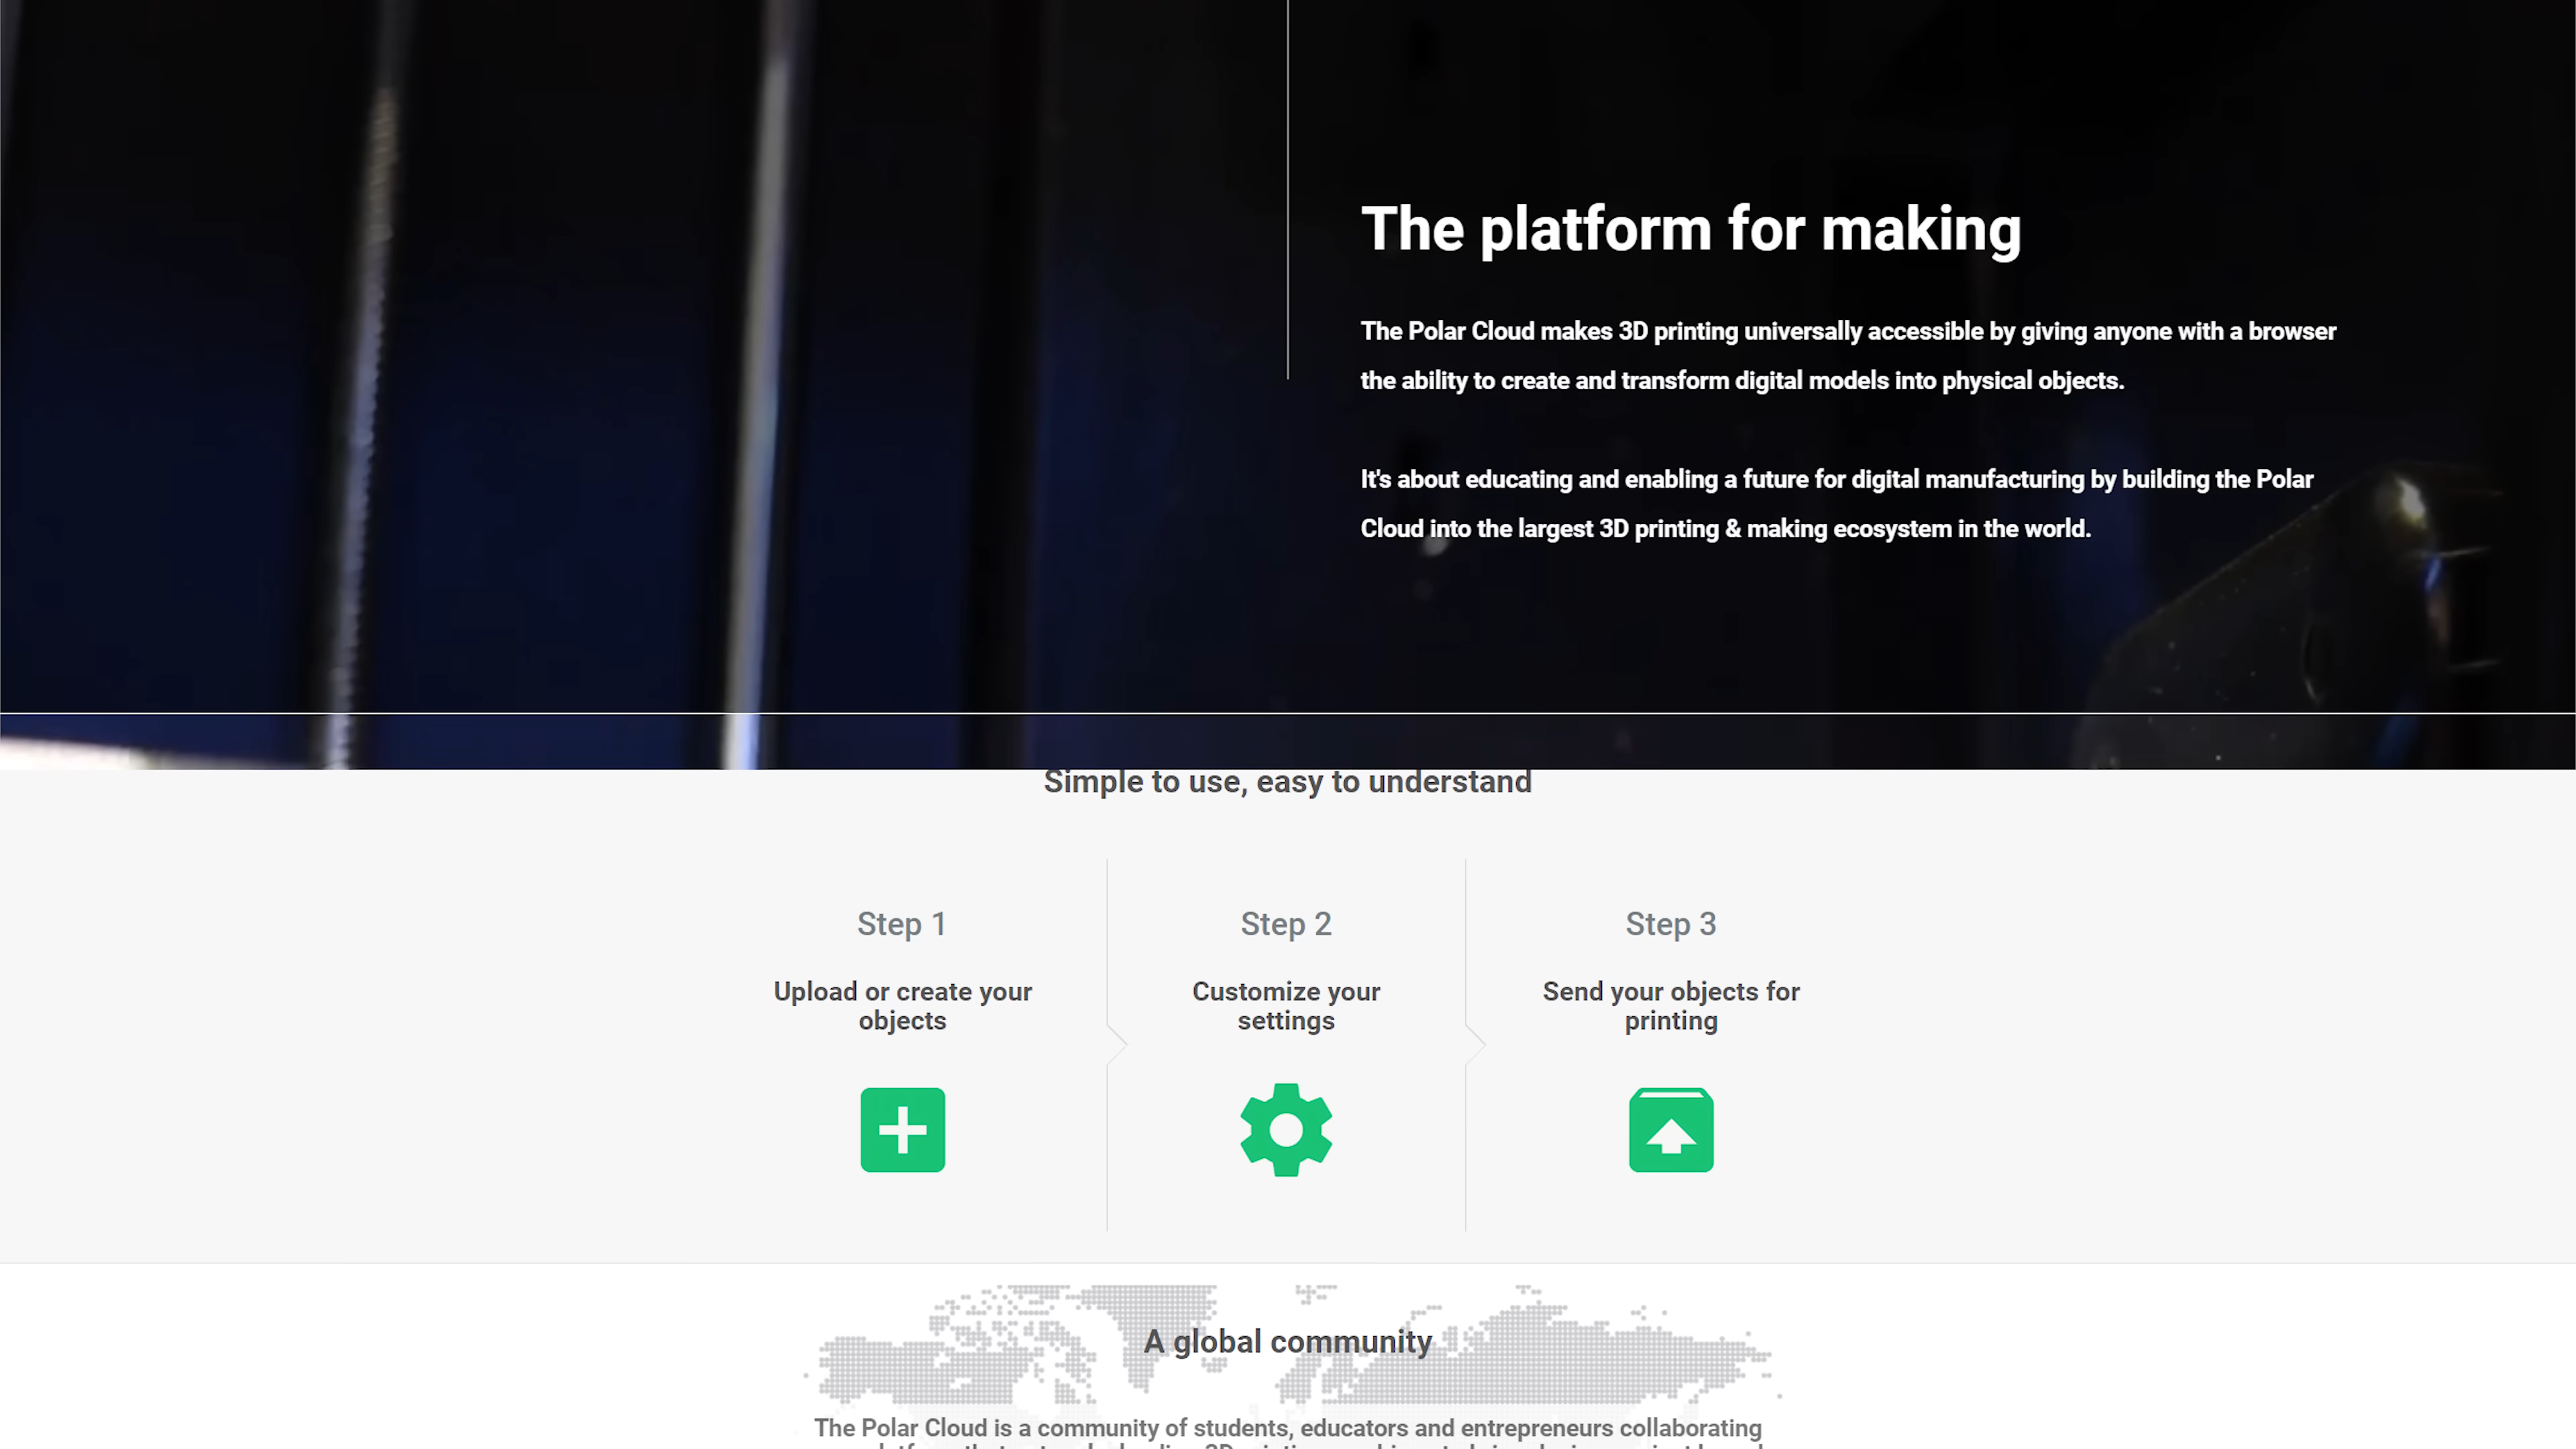 The platform for making
The Polar Cloud makes 3D printing universally accessible by giving anyone with a browser
the ability to create and transform digital models into physical objects.
It's about educating and enabling a future for digital manufacturing by building the Polar
Cloud into the largest 3D printing & making ecosystem in the world.
Simple to use, easy to understand
Step 1
Upload or create your
objects
Step 2
Customize your
settings
Step 3
Send your objects for
printing
A global community
The Polar Cloud is a community of students, educators and entrepreneurs collaborating